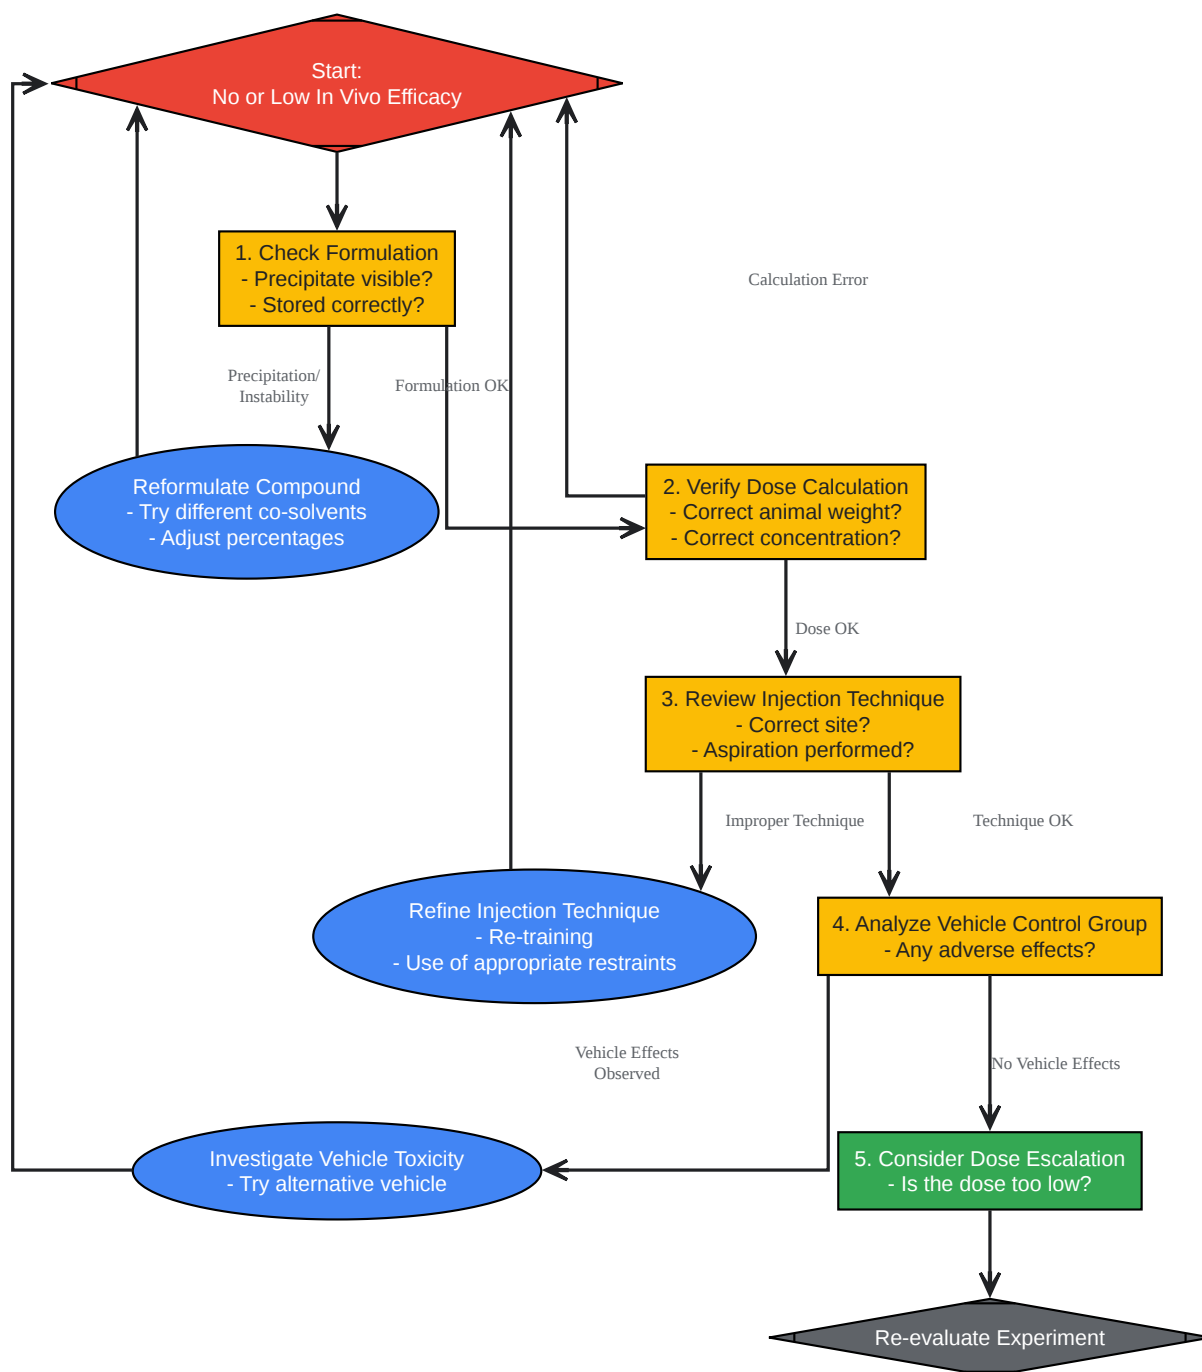 Start:
No or Low In Vivo Efficacy
1. Check Formulation
- Precipitate visible?
- Stored correctly?
Calculation Error
Precipitation/
Instability
Formulation OK
Reformulate Compound
- Try different co-solvents
- Adjust percentages
2. Verify Dose Calculation
- Correct animal weight?
- Correct concentration?
Dose OK
3. Review Injection Technique
- Correct site?
- Aspiration performed?
Improper Technique
Technique OK
Refine Injection Technique
- Re-training
- Use of appropriate restraints
4. Analyze Vehicle Control Group
- Any adverse effects?
Vehicle Effects
Observed
No Vehicle Effects
Investigate Vehicle Toxicity
- Try alternative vehicle
5. Consider Dose Escalation
- Is the dose too low?
Re-evaluate Experiment